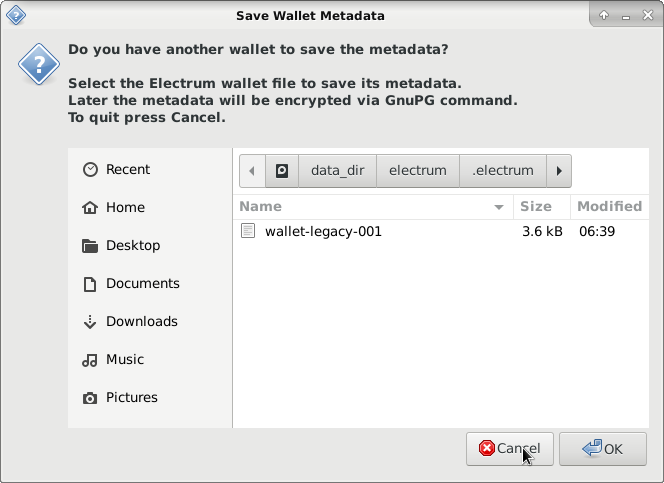 Save Wallet Metadata
Do you have another wallet to save the metadata?
Select the Electrum wallet file to save its metadata.
Later the metadata will be encrypted via GnuPG command.
To quit press Cancel.
Recent
Home
Desktop
Documents
Downloads
Music
Pictures
data_dir electrum .electrum
Name Size Modified
wallet-legacy-001 3.6 kB 06:39
Cancel OK